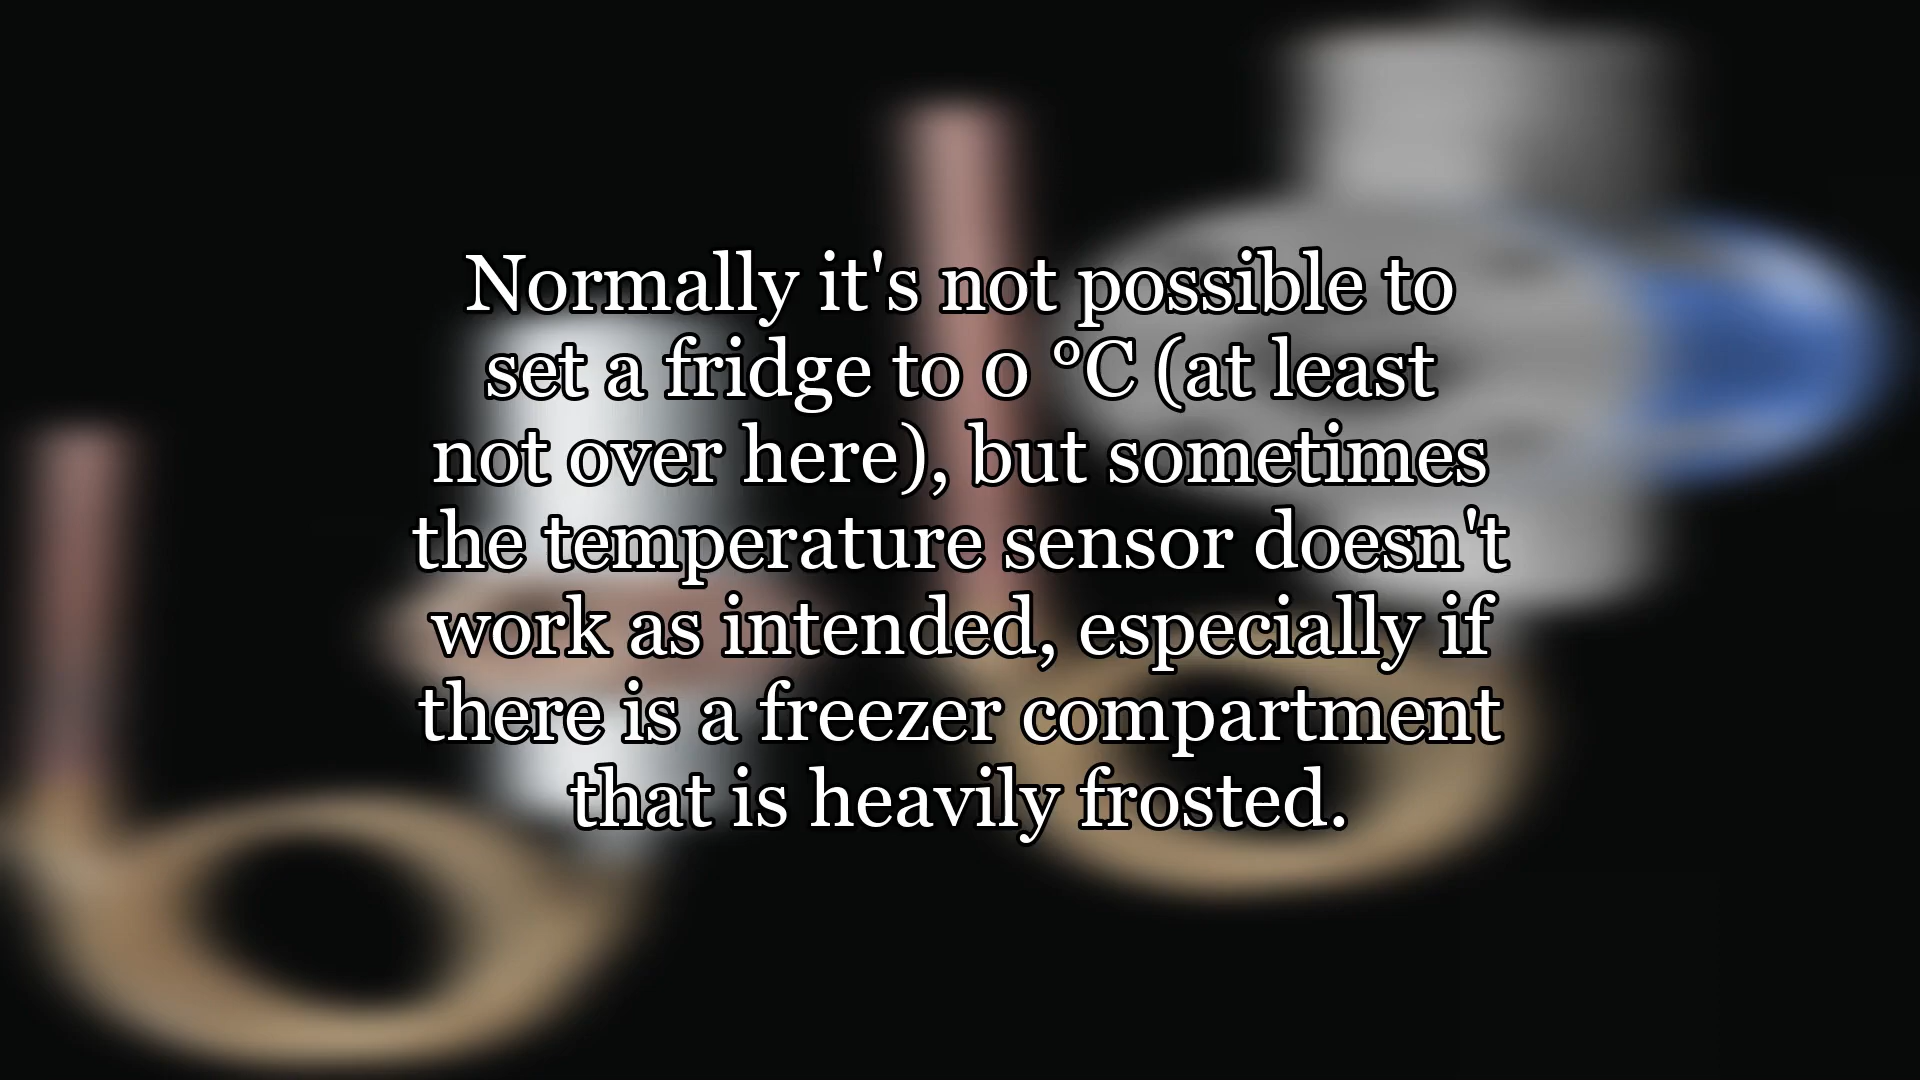 Normally it's not possible to
set a fridge to 0 °C (at least
not over here), but sometimes
the temperature sensor doesn't
work as intended, especially if
there is a freezer compartment
that is heavily frosted.